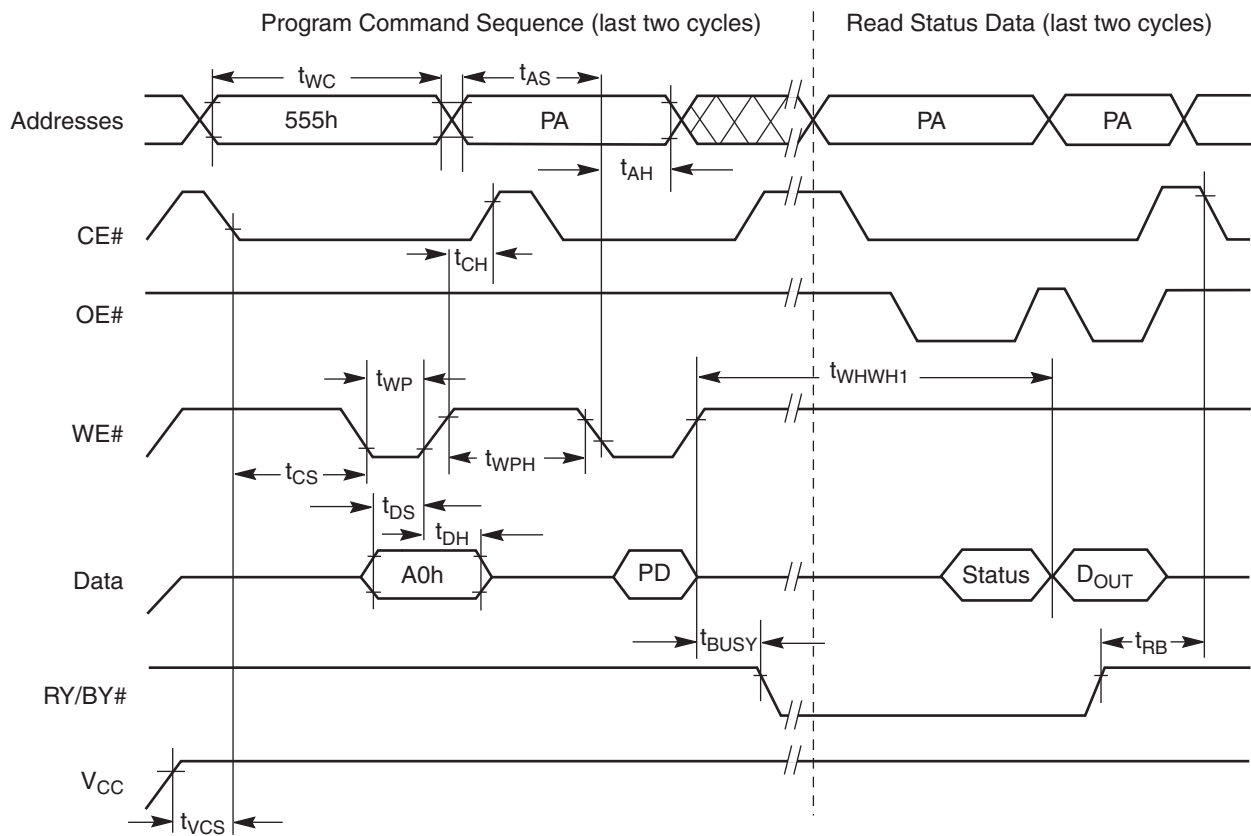 Program Command Sequence (last two cycles) Read Status Data (last two cycles)
tWC tAS
Addresses 555h PA PA PA
tAH
CE#
tCH
OE#
tWP tWHWH1
WE#
tCS tWPH
tDS
tDH
Data A0h PD Status DOUT
tBUSY tRB
RY/BY#
VCC
tVCS